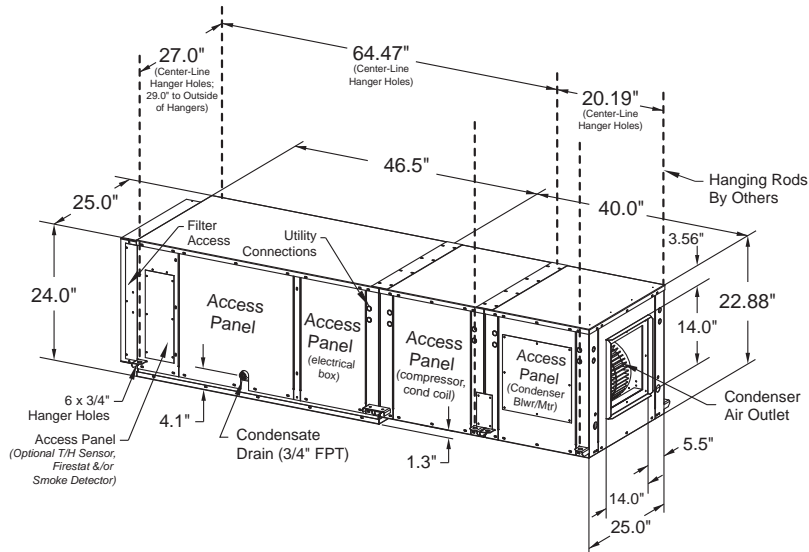 27.0"
(Center-Line
Hanger Holes;
29.0" to Outside
of Hangers)
64.47"
(Center-Line
Hanger Holes)
20.19"
(Center-Line
Hanger Holes)
46.5"
Hanging Rods
By Others
25.0"
40.0"
Filter
Access
Utility
Connections
3.56"
24.0"
22.88"
14.0"
Access
Panel
Access
Panel
(electrical
box)
Access
Panel
(compressor,
cond coil)
Access
Panel
(Condenser
Blwr/Mtr)
Condenser
Air Outlet
6 x 3/4"
Hanger Holes
Access Panel
(Optional T/H Sensor,
Firestat &/or
Smoke Detector)
4.1"
Condensate
Drain (3/4" FPT)
1.3"
5.5"
14.0"
25.0"